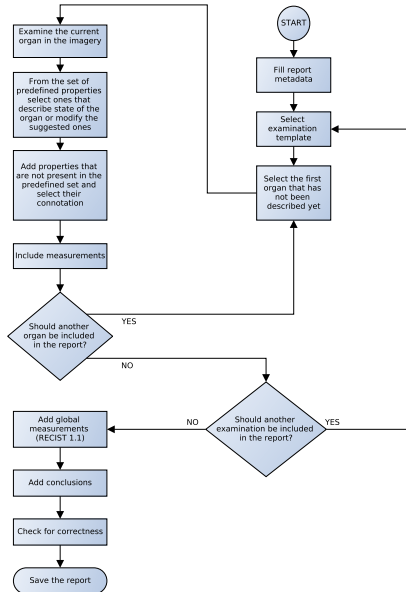 START
Fill report
metadata
Select
examination
template
Select the first
organ that has
not been
described yet
Examine the current
organ in the imagery
From the set of
predefined properties
select ones that
describe state of the
organ or modify the
suggested ones
Add properties that
are not present in the
predefined set and
select their
connotation
Include measurements
Should another
organ be included
in the report?
YES
NO
Should another
examination be included
in the report?
YES
NO
Add global
measurements
(RECIST 1.1)
Add conclusions
Check for correctness
Save the report